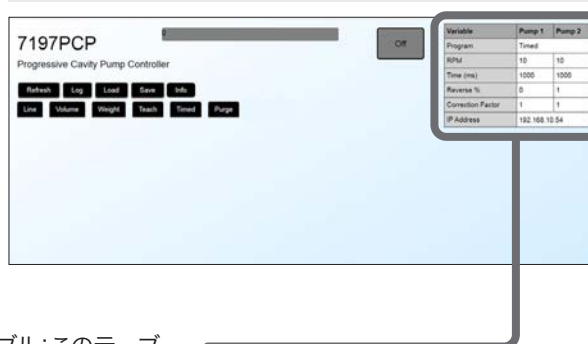 7197PCP
Progressive Cavity Pump Controller
0
Off
Refresh Log Load Save Info
Line Volume Weight Teach Timed Purge
Variable Pump 1 Pump 2
Program Timed
RPM 10 10
Time (ms) 1000 1000
Reverse % 0 1
Correction Factor 1 1
IP Address 192.168.10.54
ブル:このテーブ